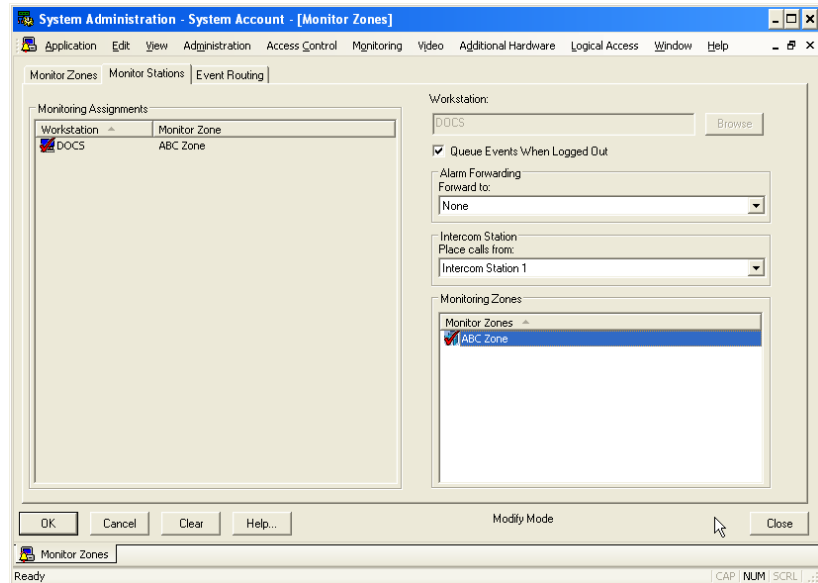 System Administration - System Account - [Monitor Zones]
Application Edit View Administration Access Control Monitoring Video Additional Hardware Logical Access Window Help
Monitor Zones Monitor Stations Event Routing
Monitoring Assignments
Workstation Monitor Zone
DOCS ABC Zone
Workstation:
DOCS Browse
Queue Events When Logged Out
Alarm Forwarding
Forward to:
None
Intercom Station
Place calls from:
Intercom Station 1
Monitoring Zones
Monitor Zones
ABC Zone
OK Cancel Clear Help... Modify Mode Close
Monitor Zones
Ready CAP NUM SCRL